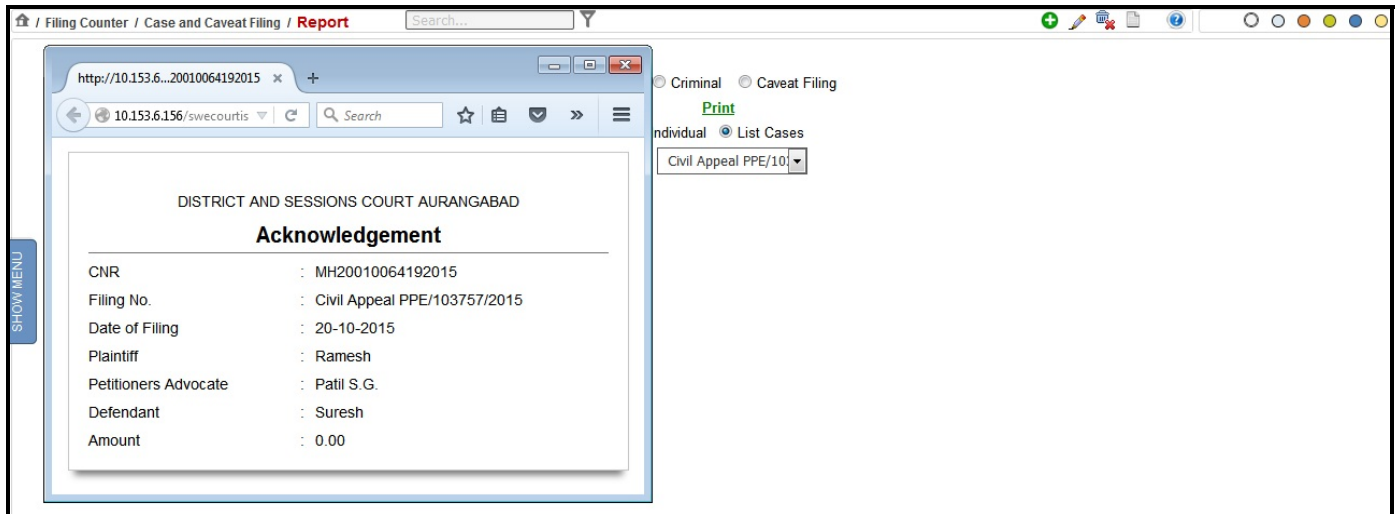 / Filing Counter / Case and Caveat Filing / Report Search...
http://10.153.6...20010064192015
10.153.6.156/swecourtis Search
DISTRICT AND SESSIONS COURT AURANGABAD
Acknowledgement
CNR : MH20010064192015
Filing No. : Civil Appeal PPE/103757/2015
Date of Filing : 20-10-2015
Plaintiff : Ramesh
Petitioners Advocate : Patil S.G.
Defendant : Suresh
Amount : 0.00
Criminal Caveat Filing
Print
ndividual List Cases
Civil Appeal PPE/10
SHOW MENU